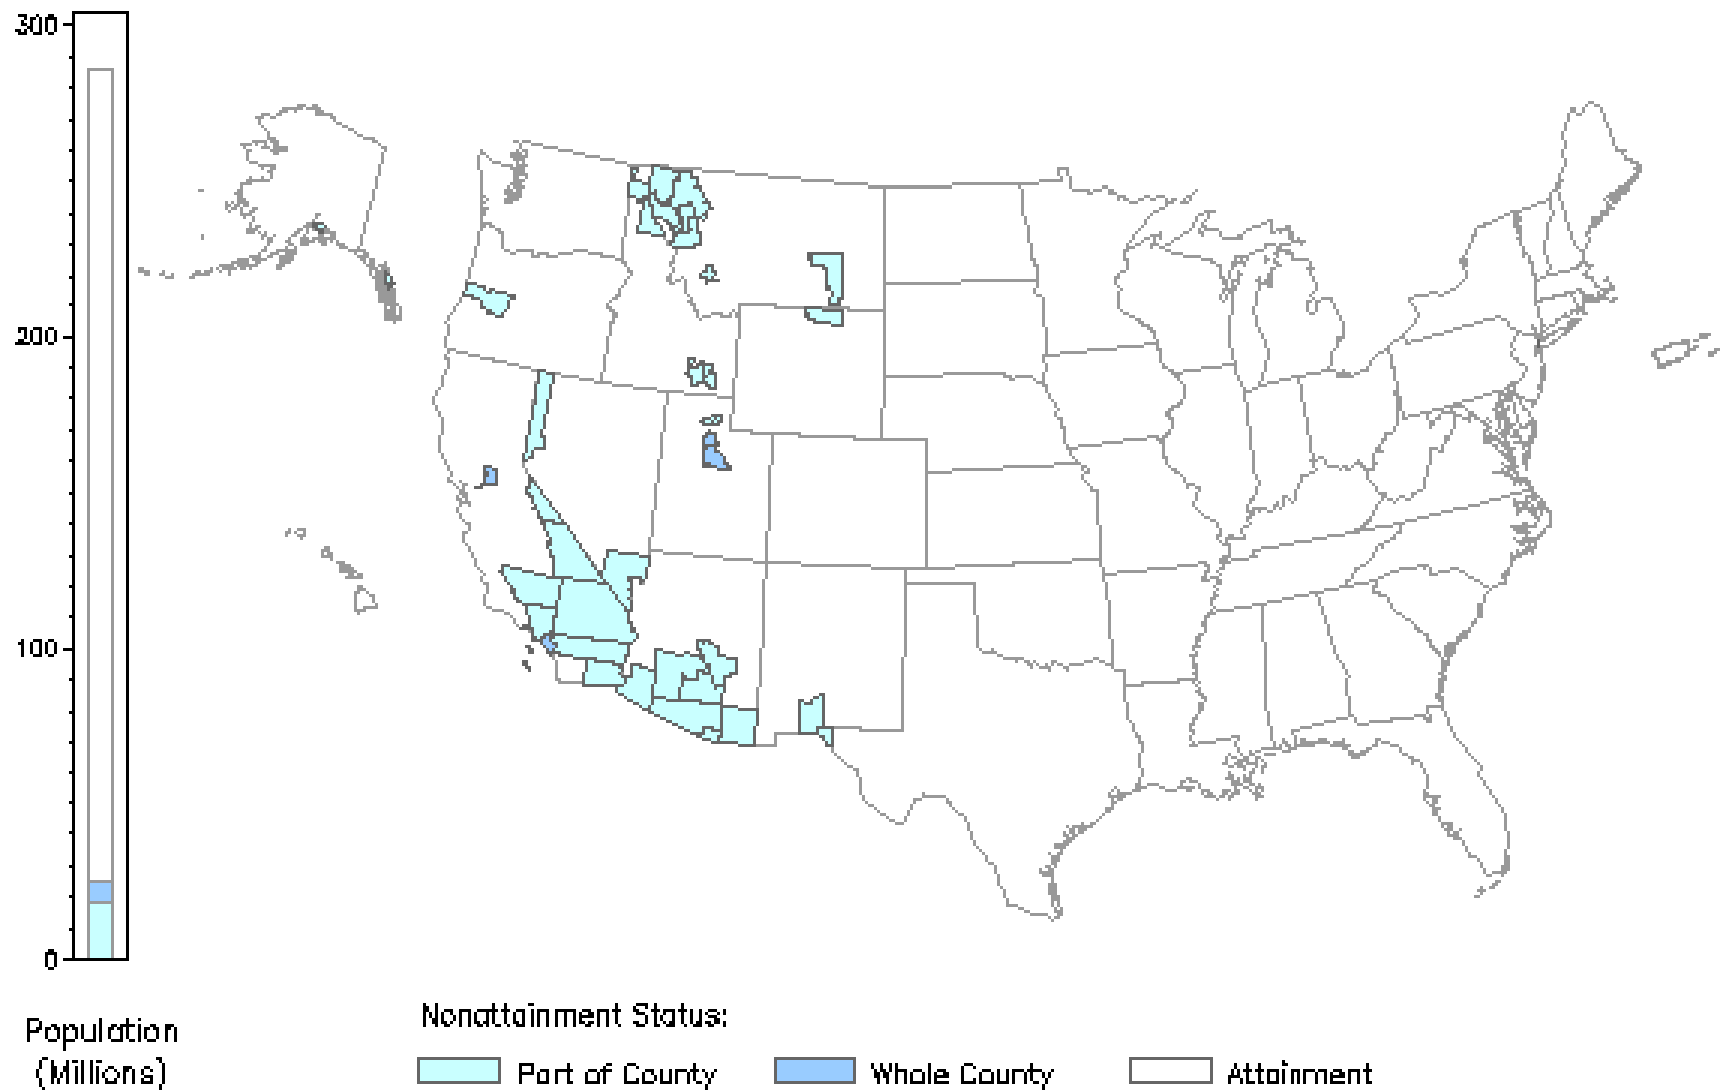 300
200
100
0
Population
(Millions)
Nonattainment Status:
Part of County
Whole County
Attainment